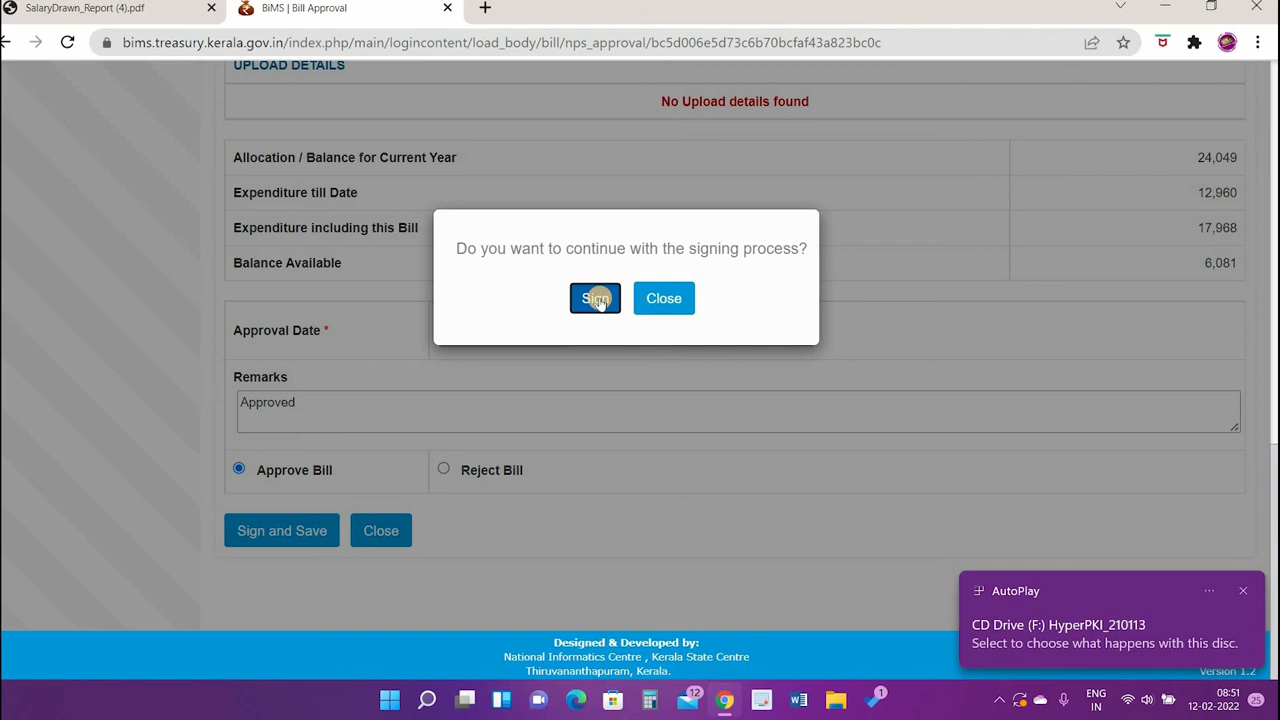 SalaryDrawn_Report (4).pdf
BiMS | Bill Approval
bims.treasury.kerala.gov.in/index.php/main/logincontent/load_body/bill/nps_approval/bc5d006e5d73c6b70bcfaf43a823bc0c
UPLOAD DETAILS
No Upload details found
Allocation / Balance for Current Year 24,049
Expenditure till Date 12,960
Expenditure including this Bill 17,968
Balance Available 6,081
Do you want to continue with the signing process?
Sign Close
Approval Date *
Remarks
Approved
Approve Bill Reject Bill
Sign and Save Close
AutoPlay
CD Drive (F:) HyperPKI_210113
Select to choose what happens with this disc.
Designed & Developed by:
National Informatics Centre , Kerala State Centre
Thiruvananthapuram, Kerala.
Version 1.2
12
1
ENG
IN
08:51
12-02-2022
25